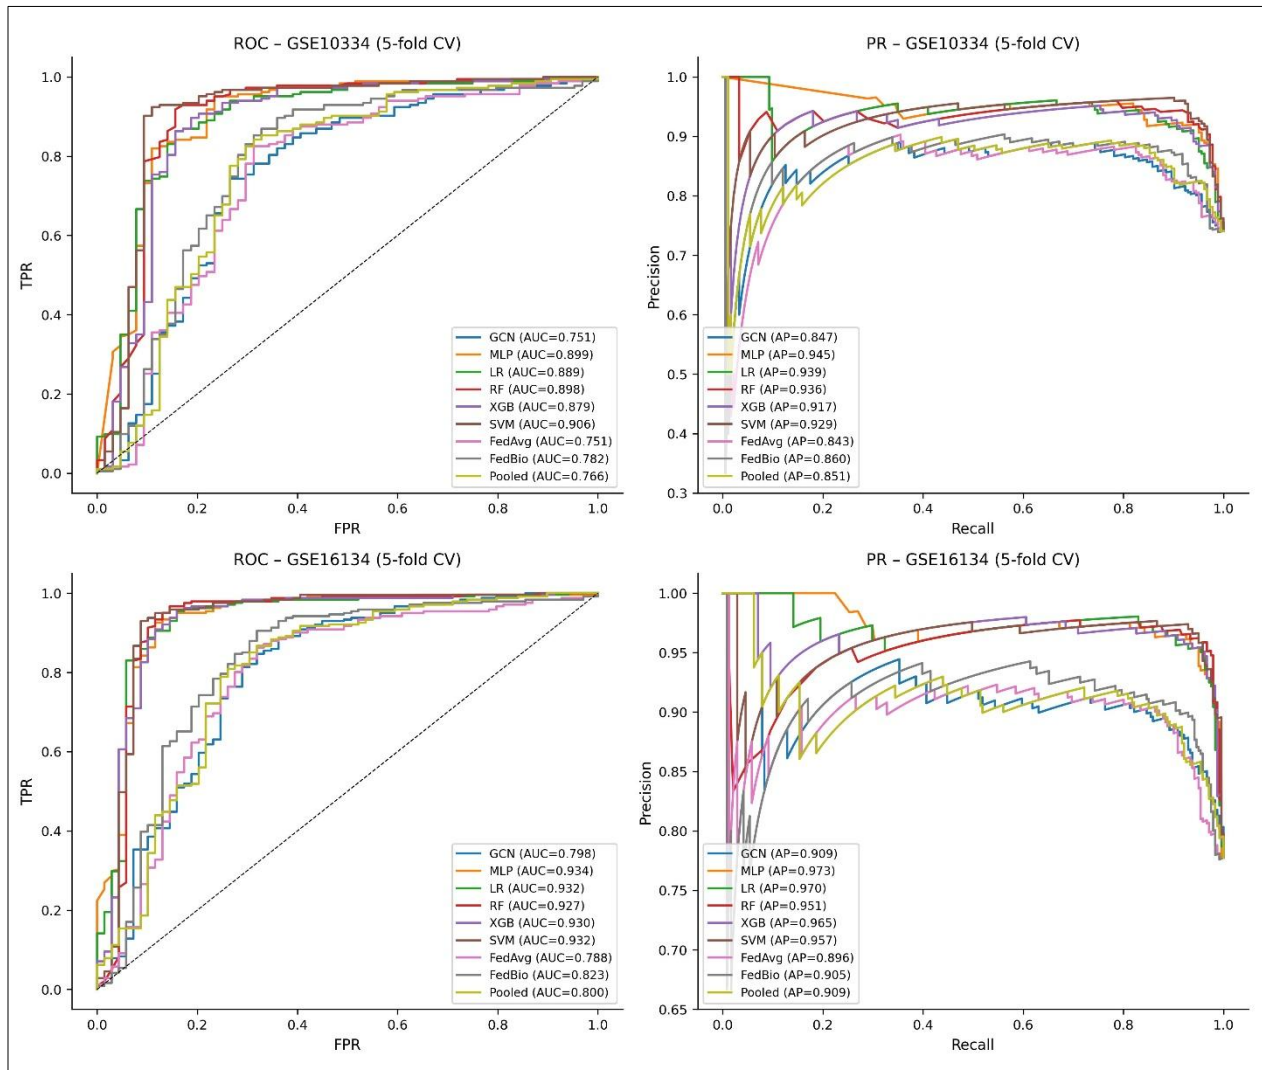 ROC – GSE10334 (5-fold CV)
1.0
0.8
0.6
0.4
0.2
0.0
TPR
0.0 0.2 0.4 0.6 0.8 1.0
FPR
GCN (AUC=0.751)
MLP (AUC=0.899)
LR (AUC=0.889)
RF (AUC=0.898)
XGB (AUC=0.879)
SVM (AUC=0.906)
FedAvg (AUC=0.751)
FedBio (AUC=0.782)
Pooled (AUC=0.766)
PR – GSE10334 (5-fold CV)
1.0
0.9
0.8
0.7
0.6
0.5
0.4
0.3
Precision
0.0 0.2 0.4 0.6 0.8 1.0
Recall
GCN (AP=0.847)
MLP (AP=0.945)
LR (AP=0.939)
RF (AP=0.936)
XGB (AP=0.917)
SVM (AP=0.929)
FedAvg (AP=0.843)
FedBio (AP=0.860)
Pooled (AP=0.851)
ROC – GSE16134 (5-fold CV)
1.0
0.8
0.6
0.4
0.2
0.0
TPR
0.0 0.2 0.4 0.6 0.8 1.0
FPR
GCN (AUC=0.798)
MLP (AUC=0.934)
LR (AUC=0.932)
RF (AUC=0.927)
XGB (AUC=0.930)
SVM (AUC=0.932)
FedAvg (AUC=0.788)
FedBio (AUC=0.823)
Pooled (AUC=0.800)
PR – GSE16134 (5-fold CV)
1.00
0.95
0.90
0.85
0.80
0.75
0.70
0.65
Precision
0.0 0.2 0.4 0.6 0.8 1.0
Recall
GCN (AP=0.909)
MLP (AP=0.973)
LR (AP=0.970)
RF (AP=0.951)
XGB (AP=0.965)
SVM (AP=0.957)
FedAvg (AP=0.896)
FedBio (AP=0.905)
Pooled (AP=0.909)